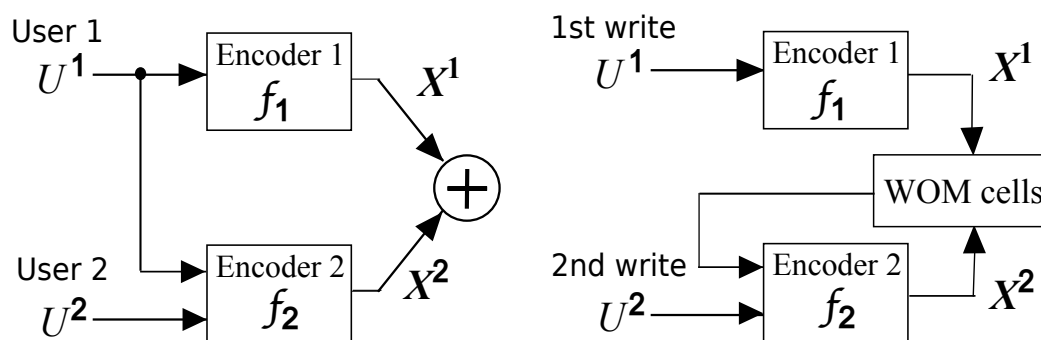 User 1
U¹
Encoder 1
f₁
X¹
+
User 2
U²
Encoder 2
f₂
X²
1st write
U¹
Encoder 1
f₁
X¹
WOM cells
2nd write
U²
Encoder 2
f₂
X²